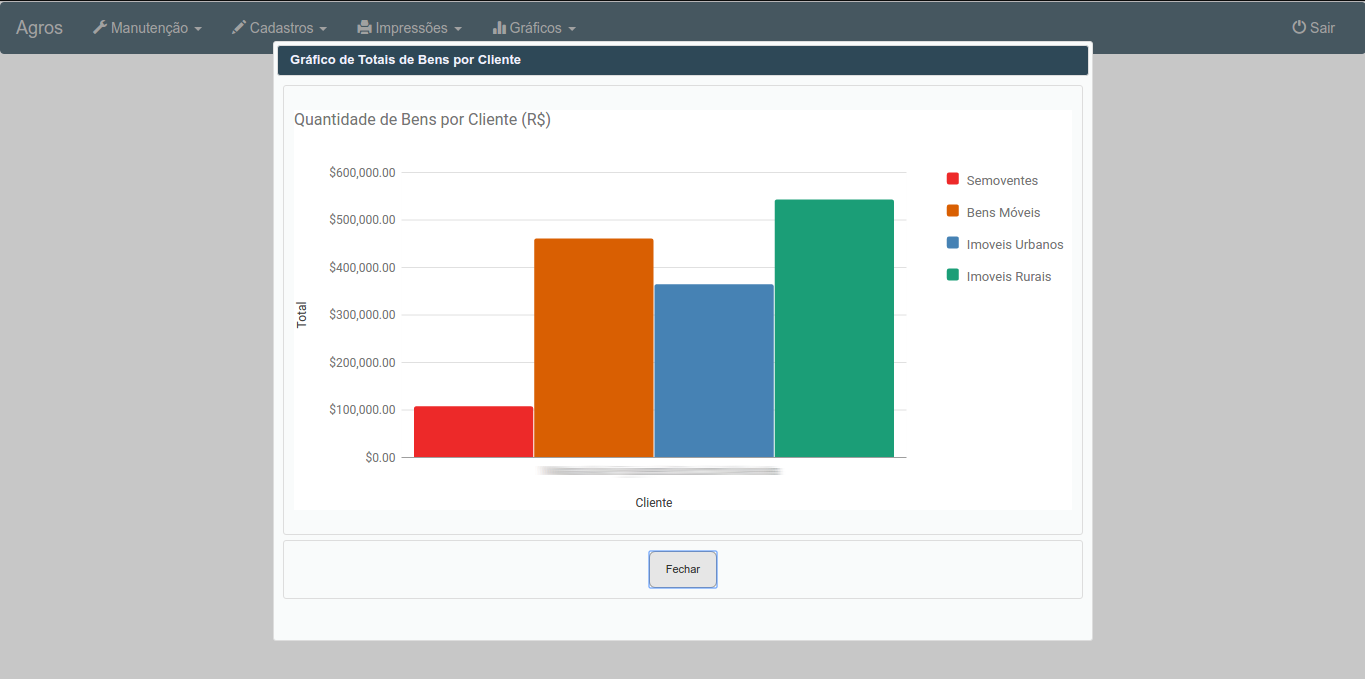 Agros Manutenção Cadastros Impressões Gráficos Sair
Gráfico de Totais de Bens por Cliente
Quantidade de Bens por Cliente (R$)
$600,000.00
$500,000.00
$400,000.00
$300,000.00
$200,000.00
$100,000.00
$0.00
Total
Cliente
Semoventes
Bens Móveis
Imoveis Urbanos
Imoveis Rurais
Fechar